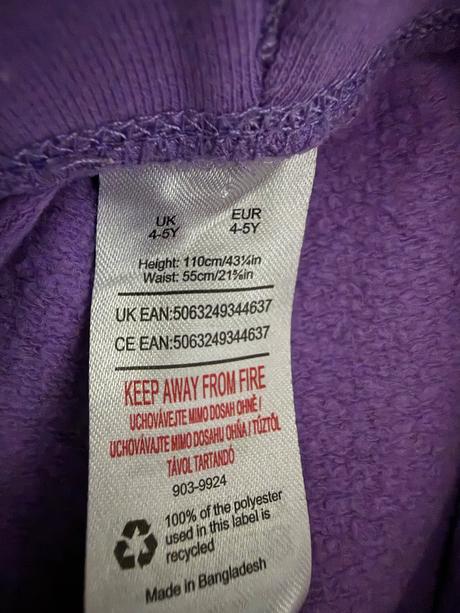 UK EUR
4-5Y 4-5Y
Height: 110cm/43¼in
Waist: 55cm/21⅝in
UK EAN:5063249344637
CE EAN:5063249344637
KEEP AWAY FROM FIRE
UCHOVÁVEJTE MIMO DOSAH OHNĚ /
UCHOVÁVAJTE MIMO DOSAHU OHŇA / TŰZTŐL
TÁVOL TARTANDÓ
903-9924
100% of the polyester
used in this label is
recycled
Made in Bangladesh